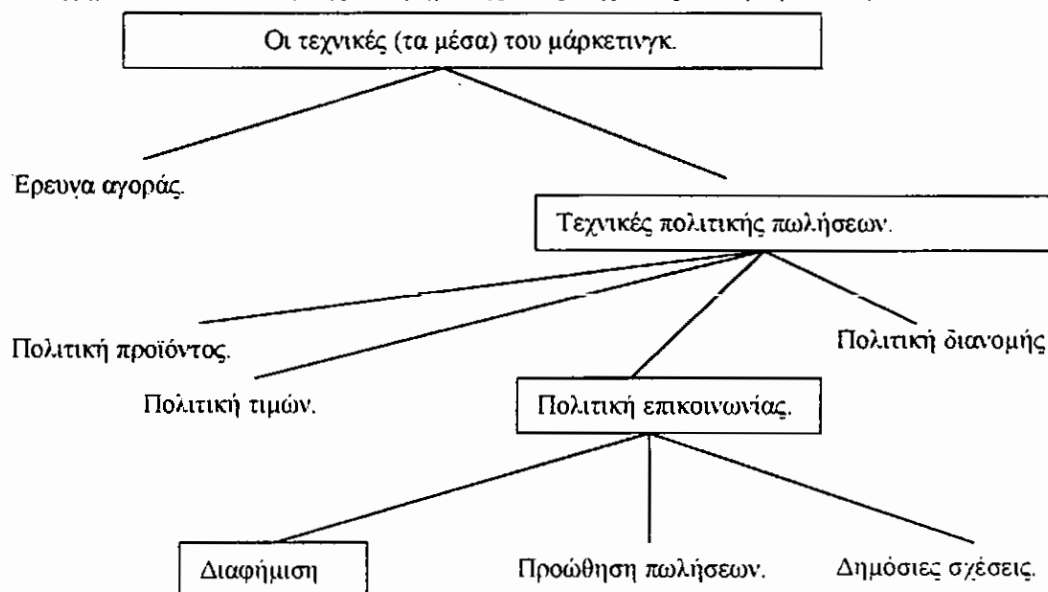 Οι τεχνικές (τα μέσα) του μάρκετινγκ.
Έρευνα αγοράς.
Τεχνικές πολιτικής πωλήσεων.
Πολιτική προϊόντος.
Πολιτική διανομής
Πολιτική τιμών.
Πολιτική επικοινωνίας.
Διαφήμιση
Προώθηση πωλήσεων.
Δημόσιες σχέσεις.